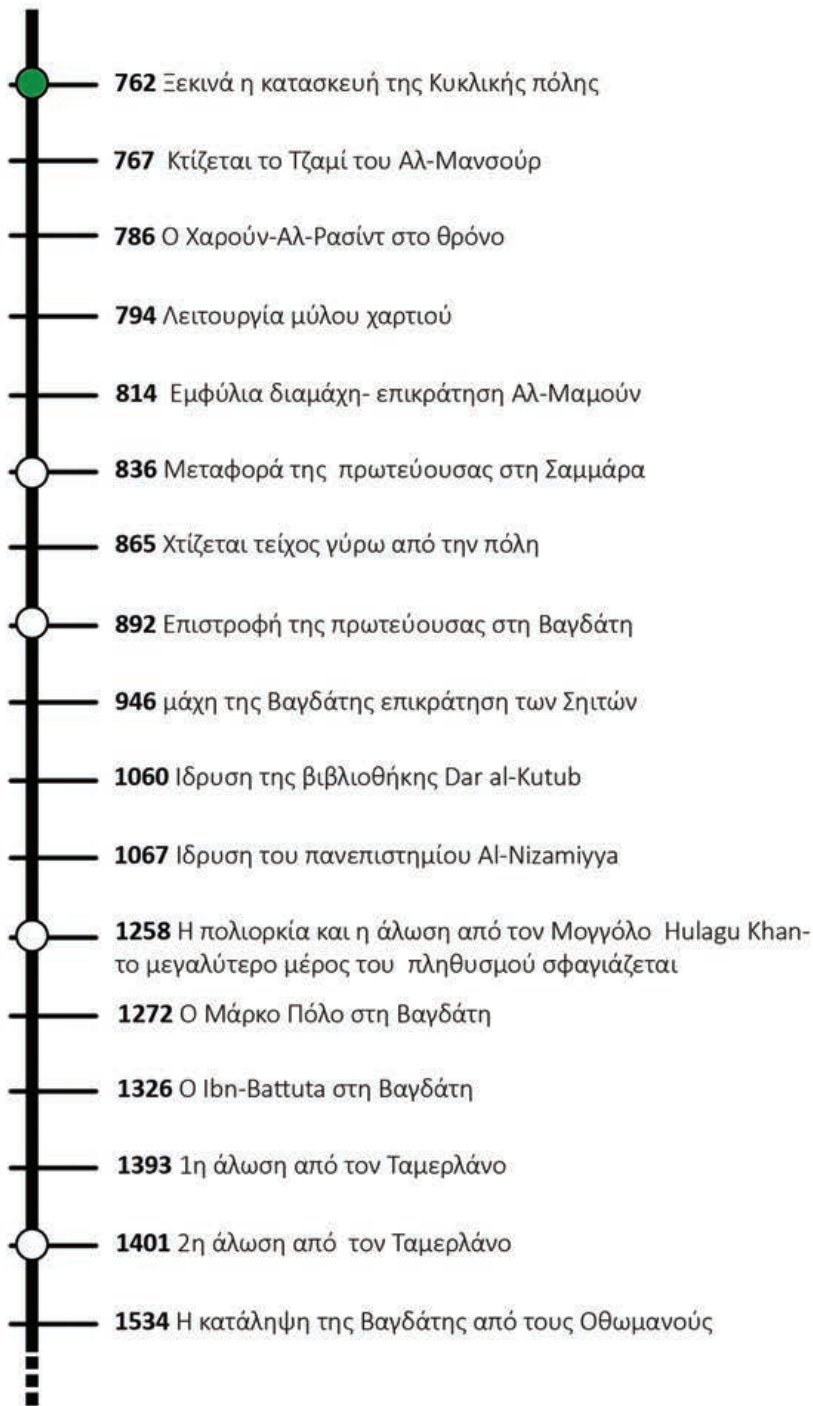 762 Ξεκινά η κατασκευή της Κυκλικής πόλης
767 Κτίζεται το Τζαμί του Αλ-Μανσούρ
786 Ο Χαρούν-Αλ-Ρασίντ στο θρόνο
794 Λειτουργία μύλου χαρτιού
814 Εμφύλια διαμάχη- επικράτηση Αλ-Μαμούν
836 Μεταφορά της πρωτεύουσας στη Σαμμάρα
865 Χτίζεται τείχος γύρω από την πόλη
892 Επιστροφή της πρωτεύουσας στη Βαγδάτη
946 μάχη της Βαγδάτης επικράτηση των Σηιτών
1060 Ιδρυση της βιβλιοθήκης Dar al-Kutub
1067 Ιδρυση του πανεπιστημίου Al-Nizamiyya
1258 Η πολιορκία και η άλωση από τον Μογγόλο Hulagu Khan-
το μεγαλύτερο μέρος του πληθυσμού σφαγιάζεται
1272 Ο Μάρκο Πόλο στη Βαγδάτη
1326 Ο Ibn-Battuta στη Βαγδάτη
1393 1η άλωση από τον Ταμερλάνο
1401 2η άλωση από τον Ταμερλάνο
1534 Η κατάληψη της Βαγδάτης από τους Οθωμανούς